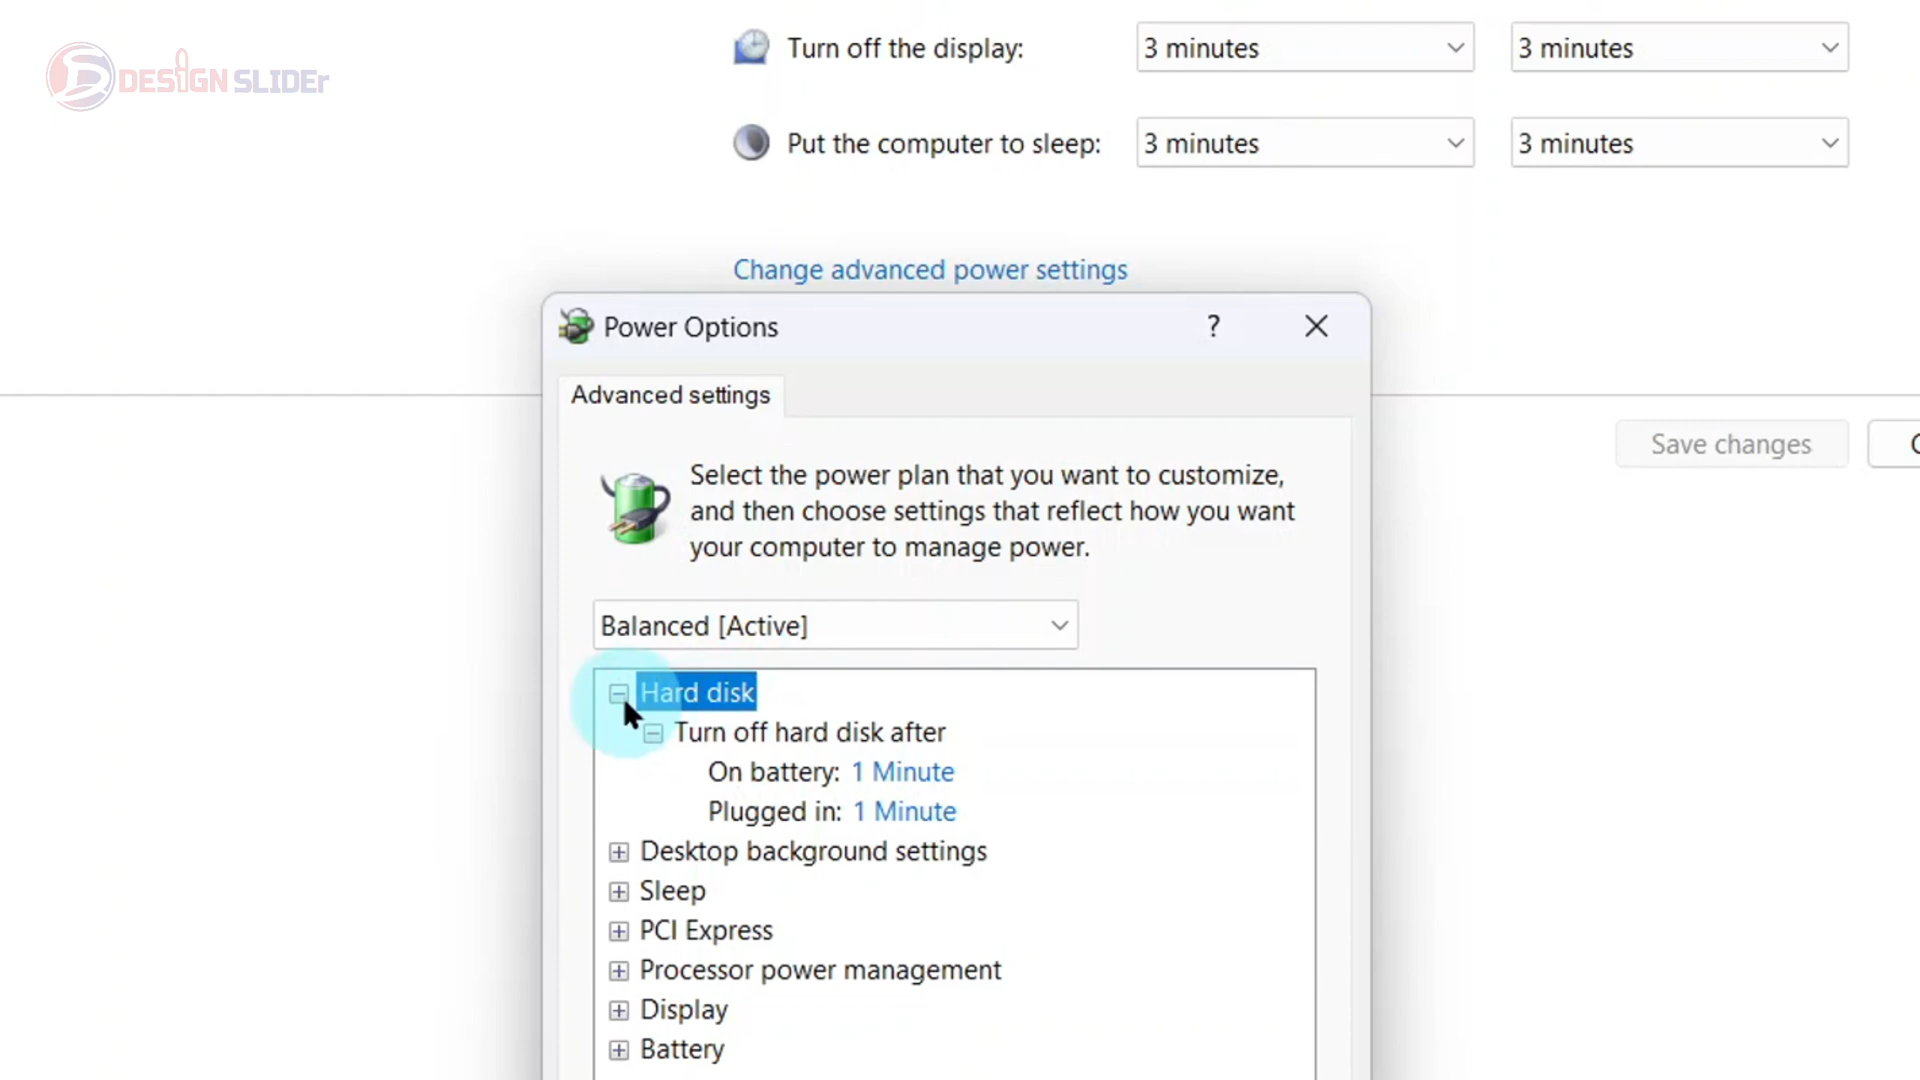 DESIGN SLIDEr
Turn off the display: 3 minutes 3 minutes
Put the computer to sleep: 3 minutes 3 minutes
Change advanced power settings
Power Options ?
Advanced settings
Save changes
Select the power plan that you want to customize,
and then choose settings that reflect how you want
your computer to manage power.
Balanced [Active]
Hard disk
Turn off hard disk after
On battery: 1 Minute
Plugged in: 1 Minute
Desktop background settings
Sleep
PCI Express
Processor power management
Display
Battery